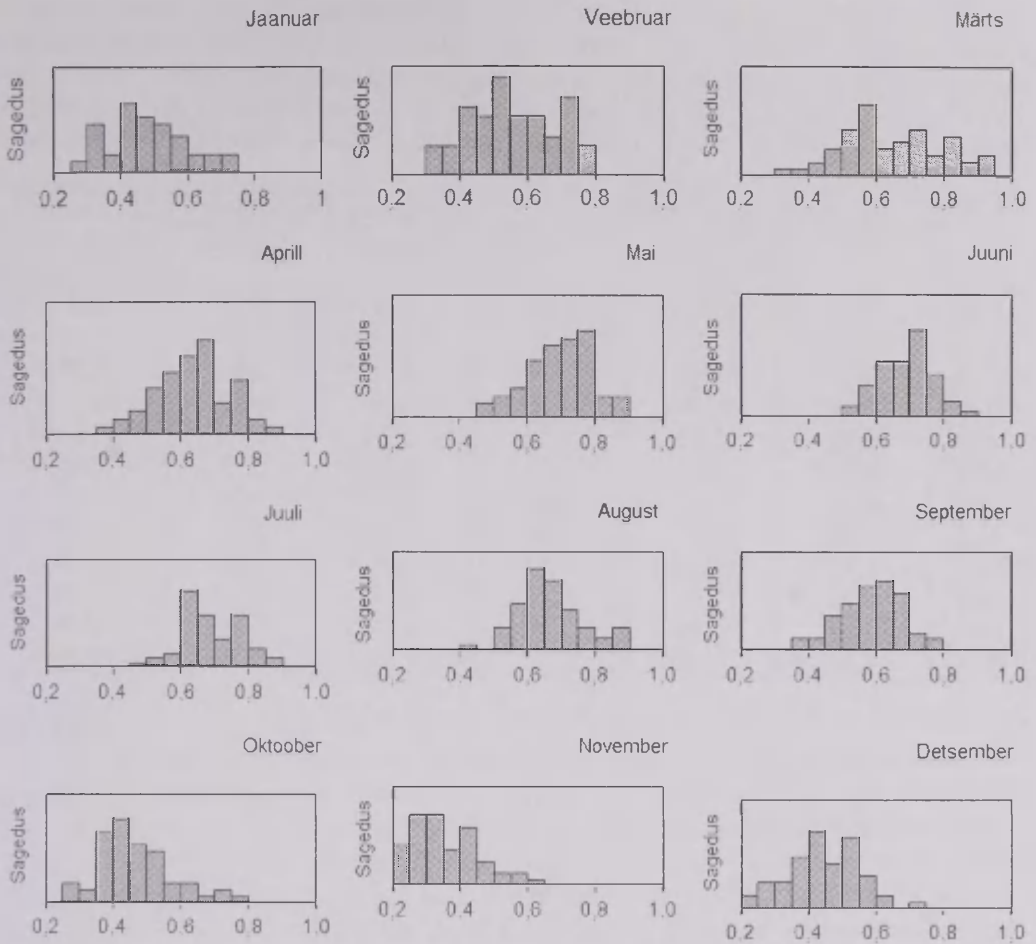 Jaanuar
Veebruar
Märts
Sagedus
0,2 0,4 0,6 0,8 1
Sagedus
0,2 0,4 0,6 0,8 1,0
Sagedus
0,2 0,4 0,6 0,8 1.0
Aprill
Mai
Juuni
Sagedus
0,2 0,4 0,6 0,8 1.0
Sagedus
0,2 0,4 0,6 0,8 1.0
Sagedus
0,2 0,4 0,6 0,8 1.0
Juuli
August
September
Sagedus
0,2 0,4 0,6 0,8 1.0
Sagedus
0,2 0,4 0,6 0,8 1.0
Sagedus
0,2 0,4 0,6 0,8 1.0
Oktoober
November
Detsember
Sagedus
0,2 0,4 0,6 0,8 1.0
Sagedus
0,2 0,4 0,6 0,8 1.0
Sagedus
0,2 0,4 0,6 0,8 1.0